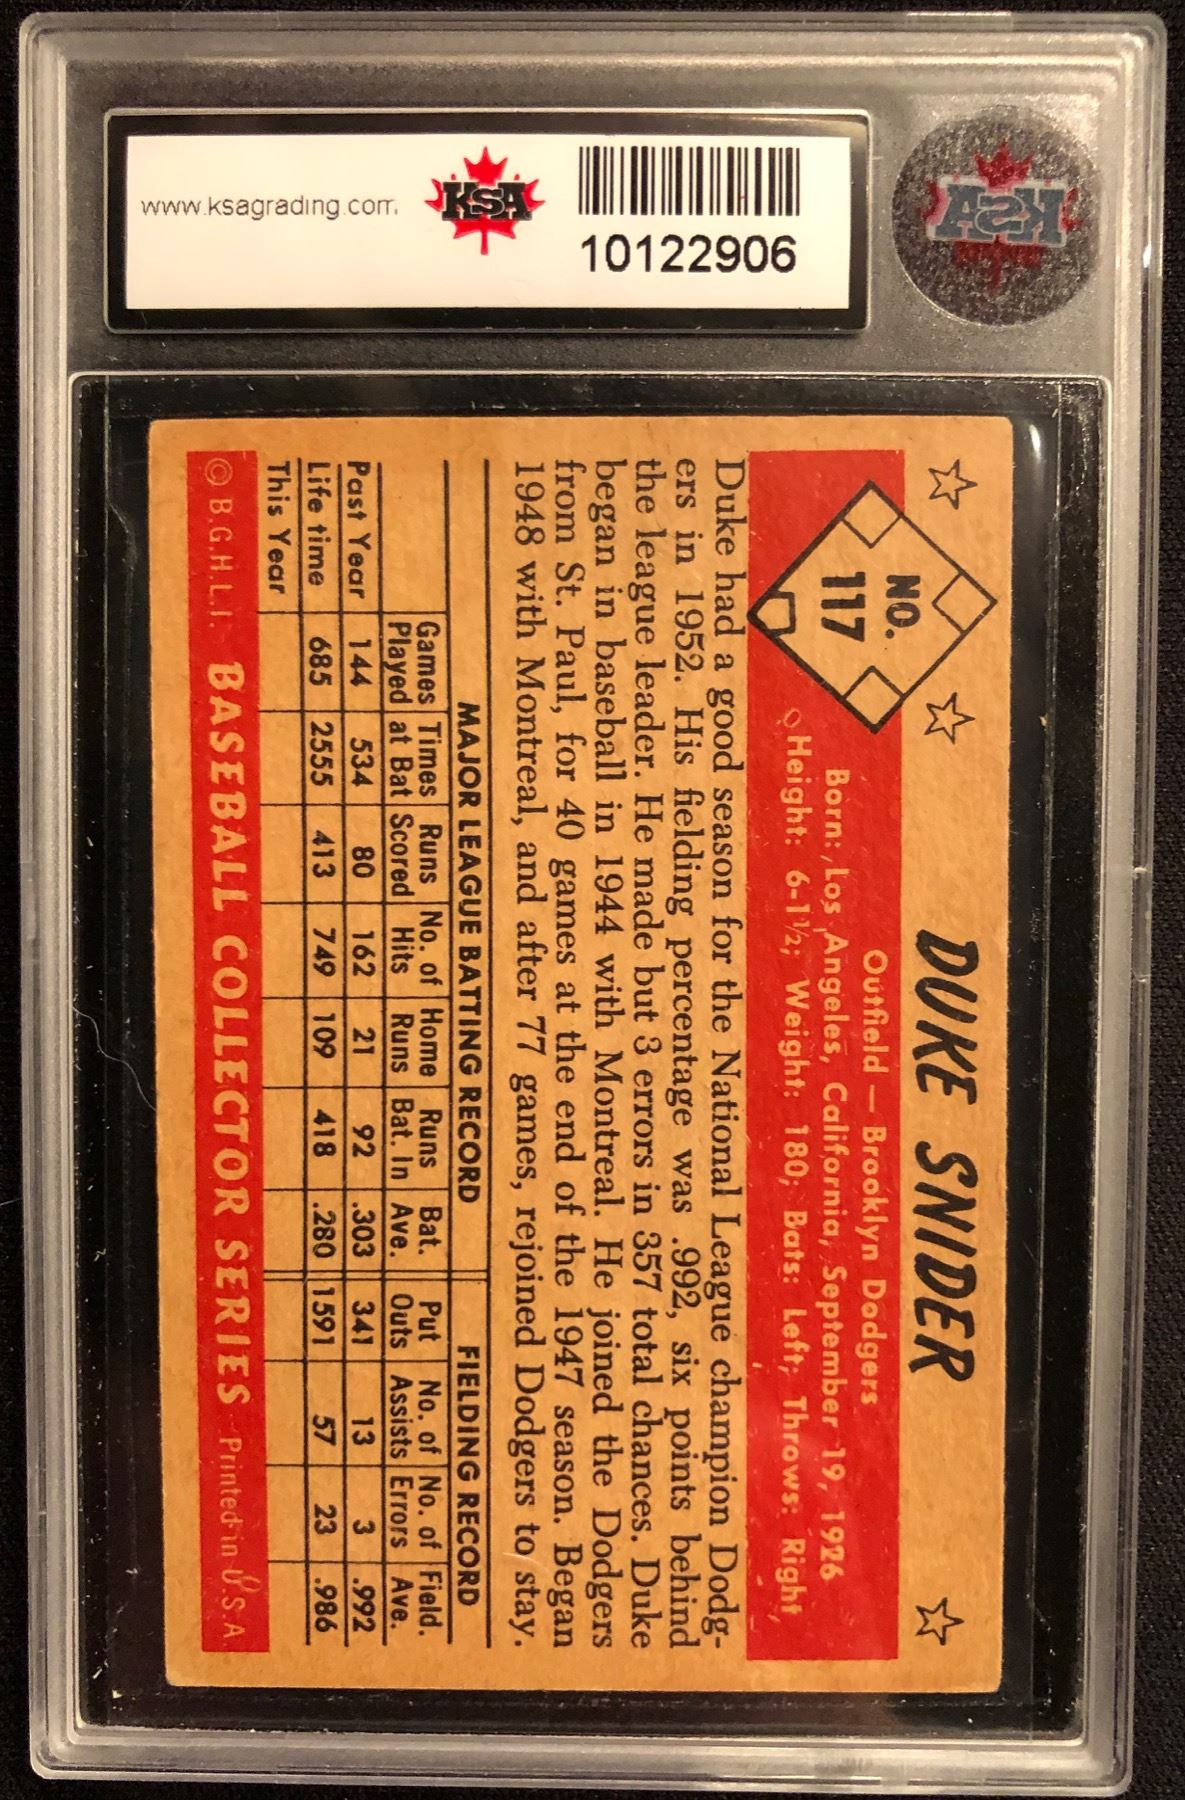 www.ksagrading.com
KSA
10122906
KSA
NO.
117
DUKE SNIDER
Outfield — Brooklyn Dodgers
Born: Los Angeles, California, September 19, 1926
Height: 6-1½; Weight: 180; Bats: Left; Throws: Right
Duke had a good season for the National League champion Dodg-
ers in 1952. His fielding percentage was .992, six points behind
the league leader. He made but 3 errors in 357 total chances. Duke
began in baseball in 1944 with Montreal. He joined the Dodgers
from St. Paul, for 40 games at the end of the 1947 season. Began
1948 with Montreal, and after 77 games, rejoined Dodgers to stay.
MAJOR LEAGUE BATING RECORD FIELDING RECORD
Games Times Runs No. of Home Runs Bat. Put No. of No. of Field.
Played at Bat Scored Hits Runs Bat. In Ave. Outs Assists Errors Ave.
Past Year 144 534 80 162 21 92 .303 341 13 3 .992
Life time 685 2555 413 749 109 418 .280 1591 57 23 .986
This Year
© B.G.H.L.I. BASEBALL COLLECTOR SERIES Printed in U.S.A.